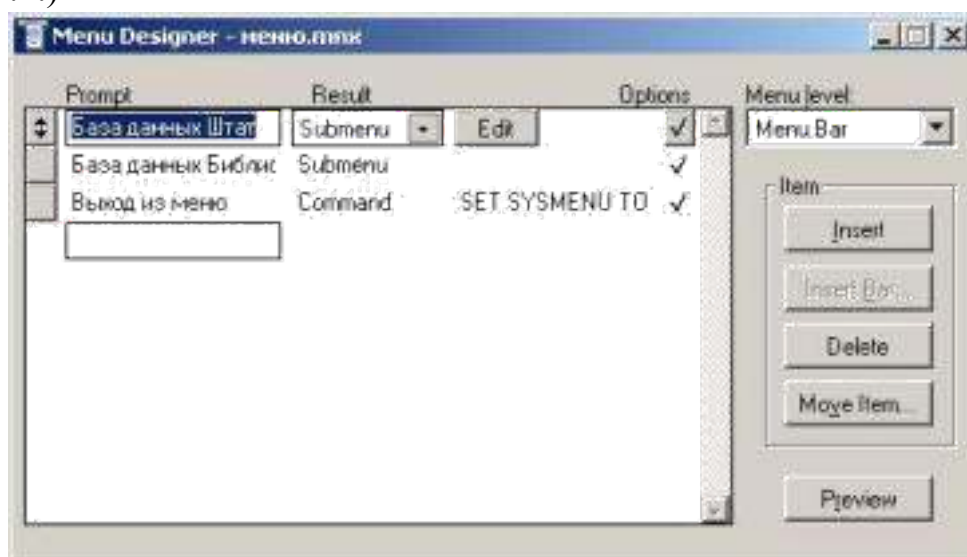 Menu Designer - меню.mnx
Prompt Result Options Menu level:
База данных Штат Submenu Edit Menu Bar
База данных Библис Submenu
Выход из меню Command SET SYSMENU TO
Item
Insert
Insert Bar...
Delete
Move Item...
Preview